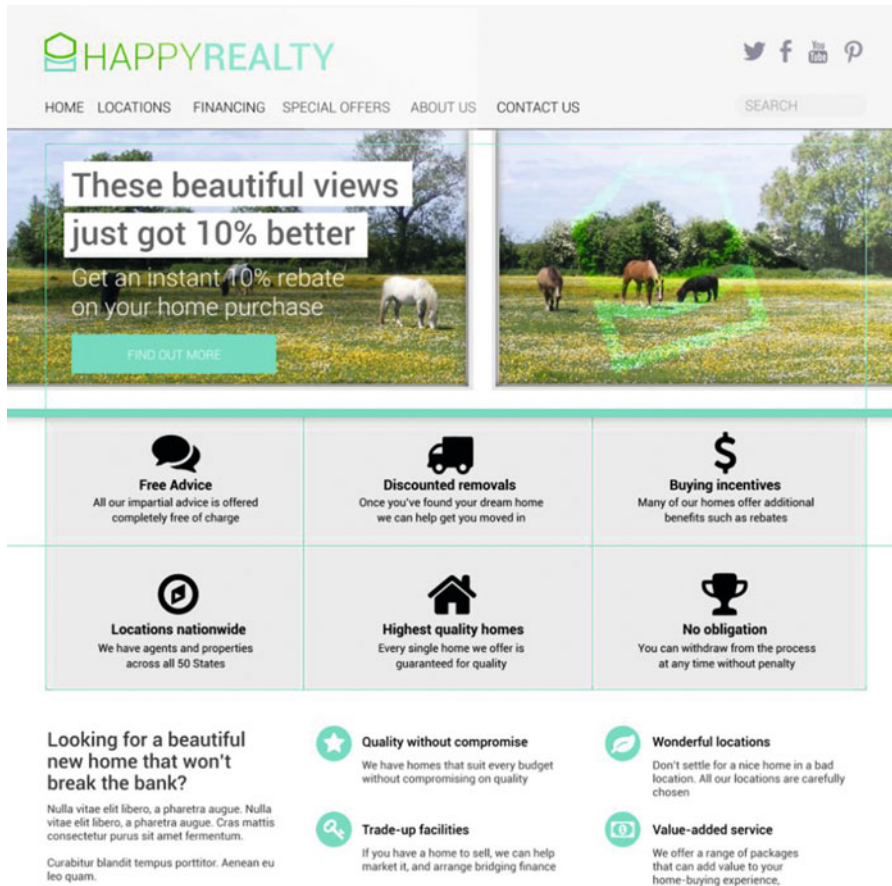 HAPPYREALTY
You
Tube
HOME LOCATIONS FINANCING SPECIAL OFFERS ABOUT US CONTACT US
SEARCH
These beautiful views
just got 10% better
Get an instant 10% rebate
on your home purchase
FIND OUT MORE
Free Advice
All our impartial advice is offered
completely free of charge
Discounted removals
Once you've found your dream home
we can help get you moved in
Buying incentives
Many of our homes offer additional
benefits such as rebates
Locations nationwide
We have agents and properties
across all 50 States
Highest quality homes
Every single home we offer is
guaranteed for quality
No obligation
You can withdraw from the process
at any time without penalty
Looking for a beautiful
new home that won't
break the bank?
Nulla vitae elit libero, a pharetra augue. Nulla
vitae elit libero, a pharetra augue. Cras mattis
consectetur purus sit amet fermentum.
Curabitur blandit tempus porttitor. Aenean eu
leo quam.
Quality without compromise
We have homes that suit every budget
without compromising on quality
Trade-up facilities
If you have a home to sell, we can help
market it, and arrange bridging finance
Wonderful locations
Don't settle for a nice home in a bad
location. All our locations are carefully
chosen
Value-added service
We offer a range of packages
that can add value to your
home-buying experience,